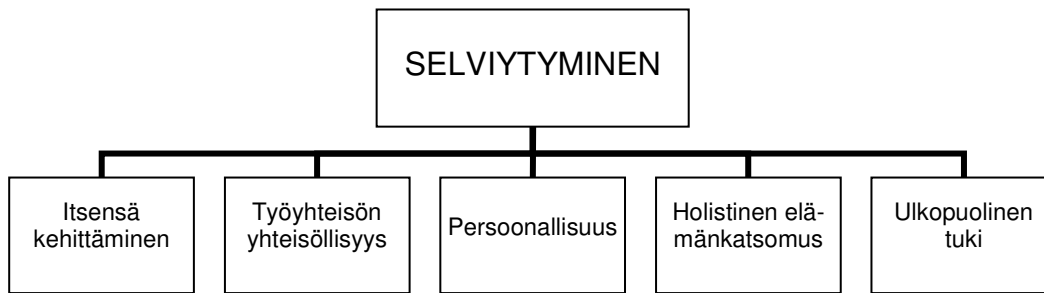 SELVIYTYMINEN
Itsensä
kehittäminen
Työyhteisön
yhteisöllisyys
Persoonallisuus
Holistinen elä-
mänkatsomus
Ulkopuolinen
tuki